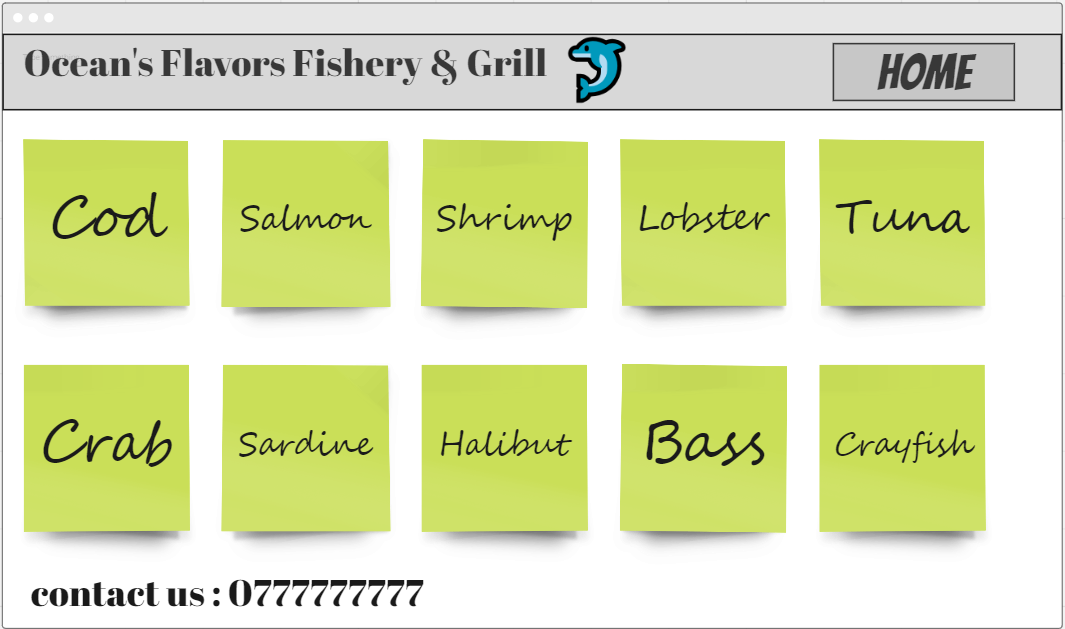 Ocean's Flavors Fishery & Grill
HOME
Cod
Salmon
Shrimp
Lobster
Tuna
Crab
Sardine
Halibut
Bass
Crayfish
contact us : 0777777777